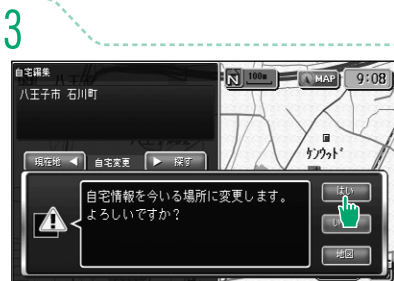 3
自宅編集
八王子市 石川町
N 100m MAP 9:08
ケンウッド
現在地 ◀ 自宅変更 ▶ 探す
自宅情報を今いる場所に変更します。
よろしいですか？
はい
地図